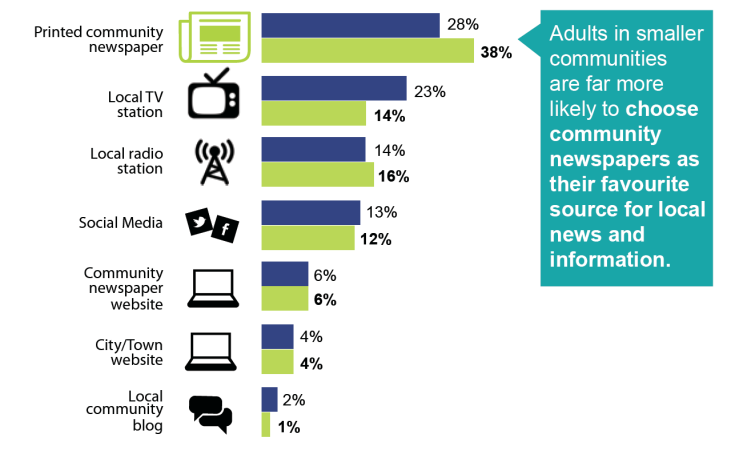 Printed community
newspaper
28%
38%
Local TV
station
23%
14%
Local radio
station
14%
16%
Social Media
f
13%
12%
Community
newspaper
website
6%
6%
City/Town
website
4%
4%
Local
community
blog
2%
1%
Adults in smaller
communities
are far more
likely to choose
community
newspapers as
their favourite
source for local
news and
information.